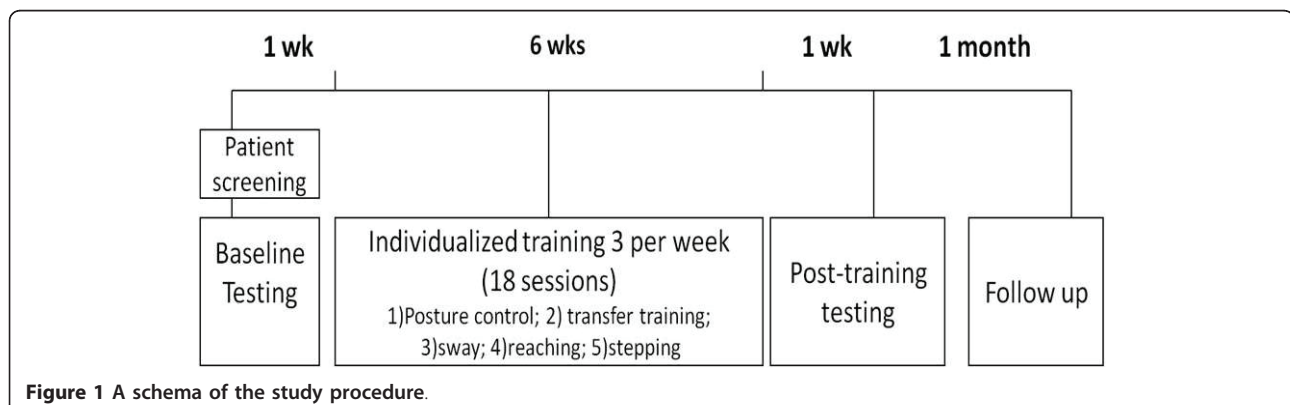 1 wk 6 wks 1 wk 1 month
Patient
screening
Baseline
Testing
Individualized training 3 per week
(18 sessions)
1)Posture control; 2) transfer training;
3)sway; 4)reaching; 5)stepping
Post-training
testing
Follow up
Figure 1 A schema of the study procedure.